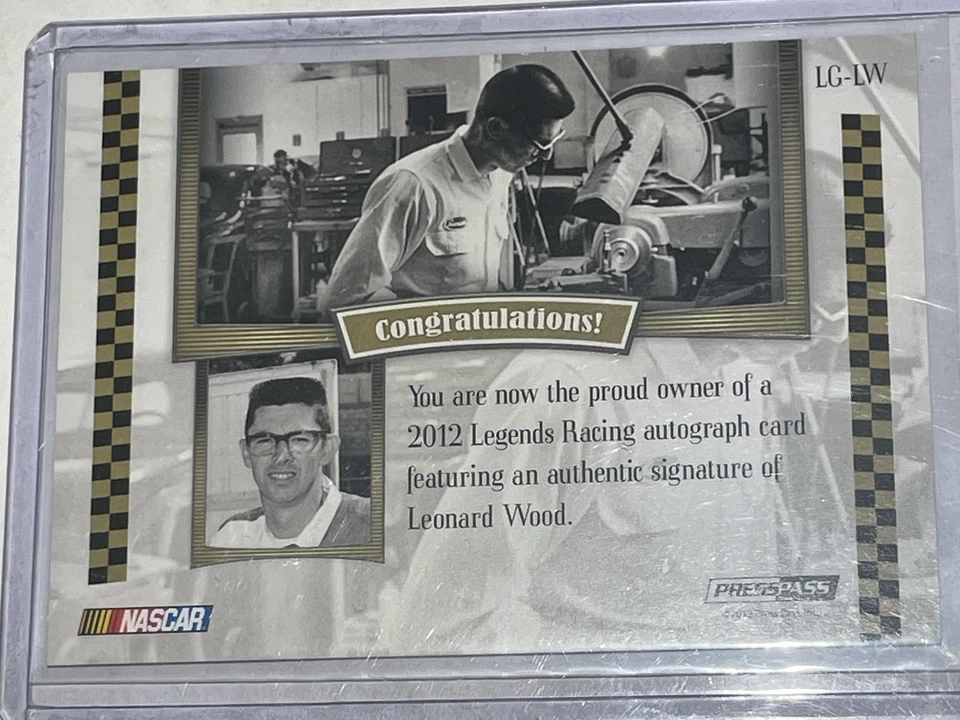 LG-LW
Congratulations!
You are now the proud owner of a
2012 Legends Racing autograph card
featuring an authentic signature of
Leonard Wood.
PRESSPASS
NASCAR